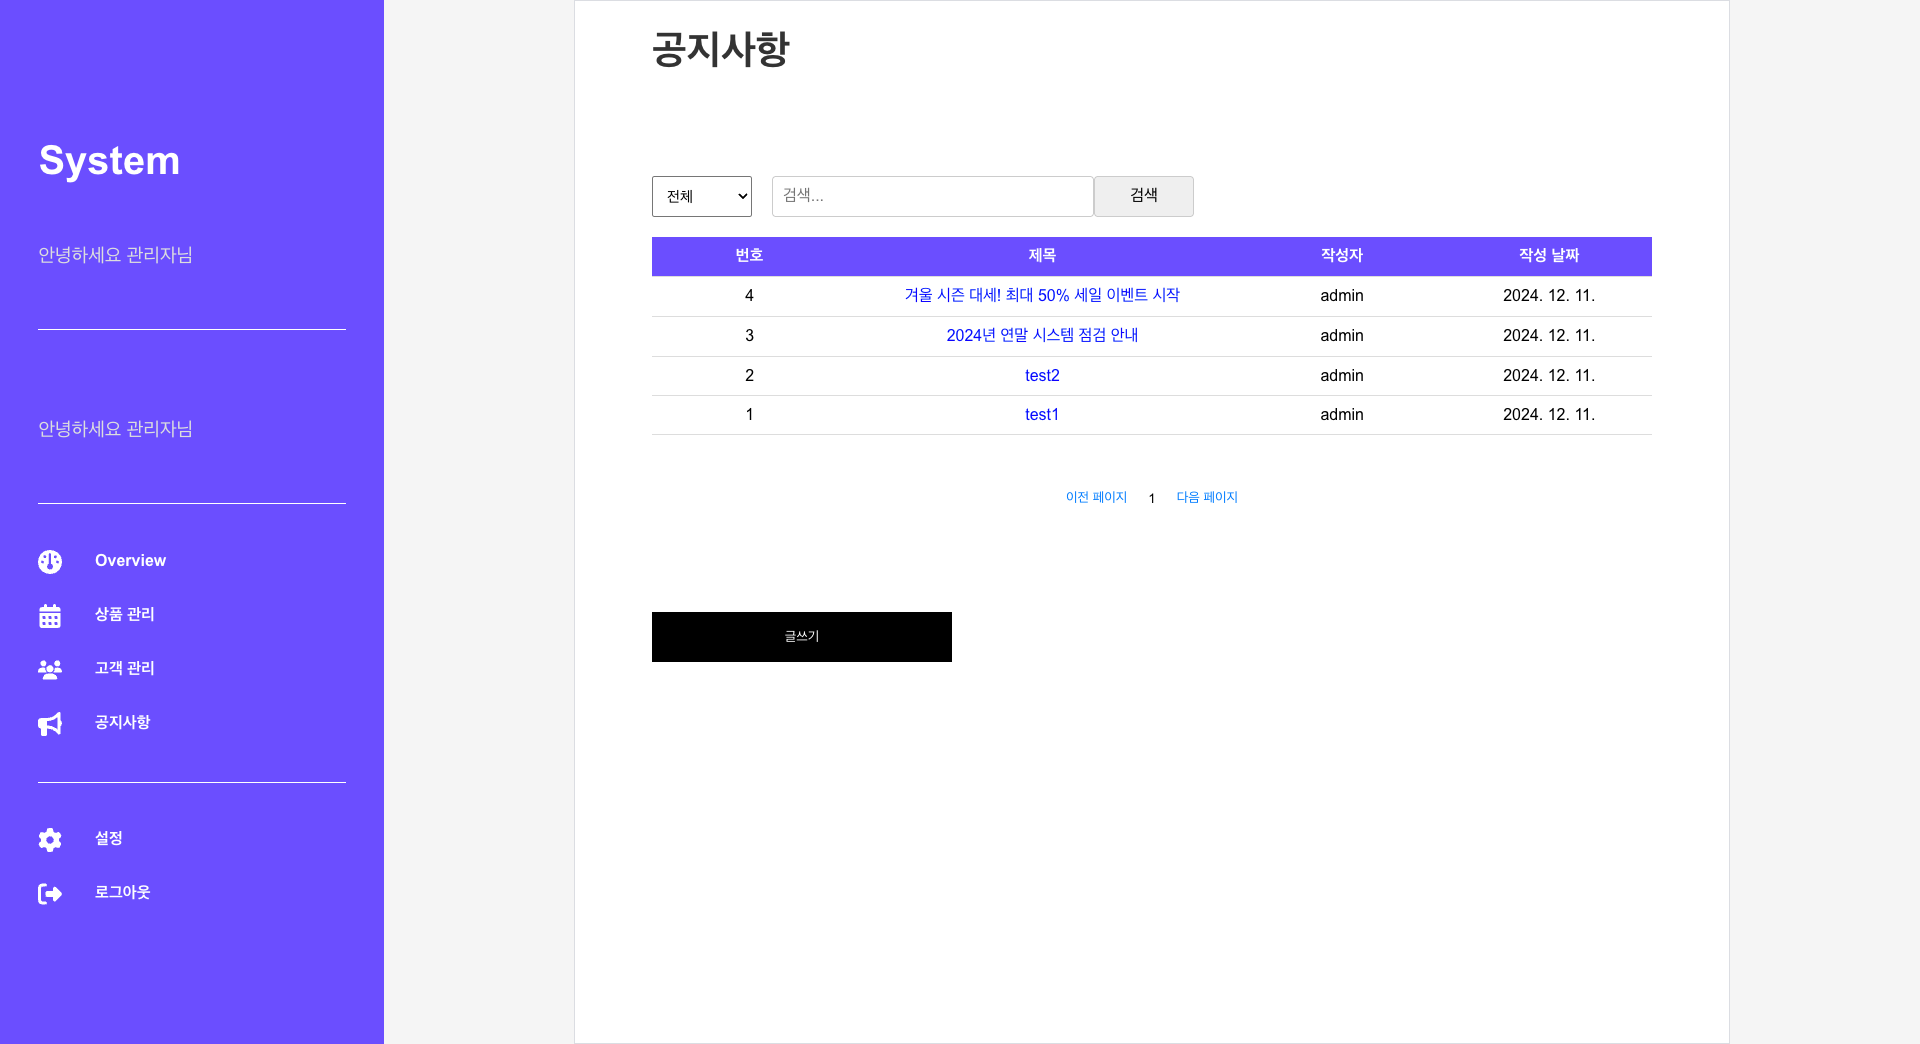 System
안녕하세요 관리자님
안녕하세요 관리자님
Overview
상품 관리
고객 관리
공지사항
설정
로그아웃
공지사항
전체 검색... 검색
번호 제목 작성자 작성 날짜
4 겨울 시즌 대세! 최대 50% 세일 이벤트 시작 admin 2024. 12. 11.
3 2024년 연말 시스템 점검 안내 admin 2024. 12. 11.
2 test2 admin 2024. 12. 11.
1 test1 admin 2024. 12. 11.
이전 페이지 1 다음 페이지
글쓰기